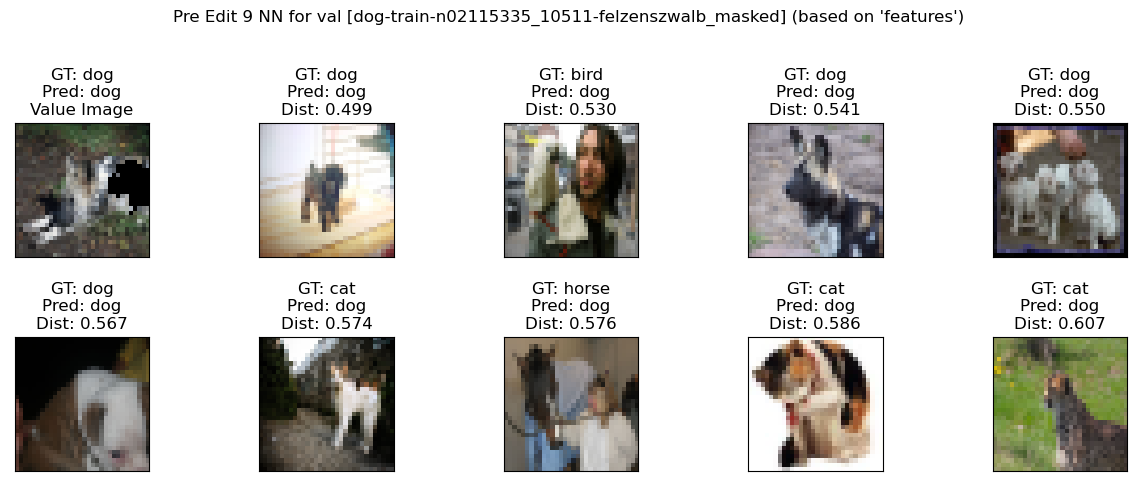 Pre Edit 9 NN for val [dog-train-n02115335_10511-felzenszwalb_masked] (based on 'features')
GT: dog
Pred: dog
Value Image
GT: dog
Pred: dog
Dist: 0.499
GT: bird
Pred: dog
Dist: 0.530
GT: dog
Pred: dog
Dist: 0.541
GT: dog
Pred: dog
Dist: 0.550
GT: dog
Pred: dog
Dist: 0.567
GT: cat
Pred: dog
Dist: 0.574
GT: horse
Pred: dog
Dist: 0.576
GT: cat
Pred: dog
Dist: 0.586
GT: cat
Pred: dog
Dist: 0.607